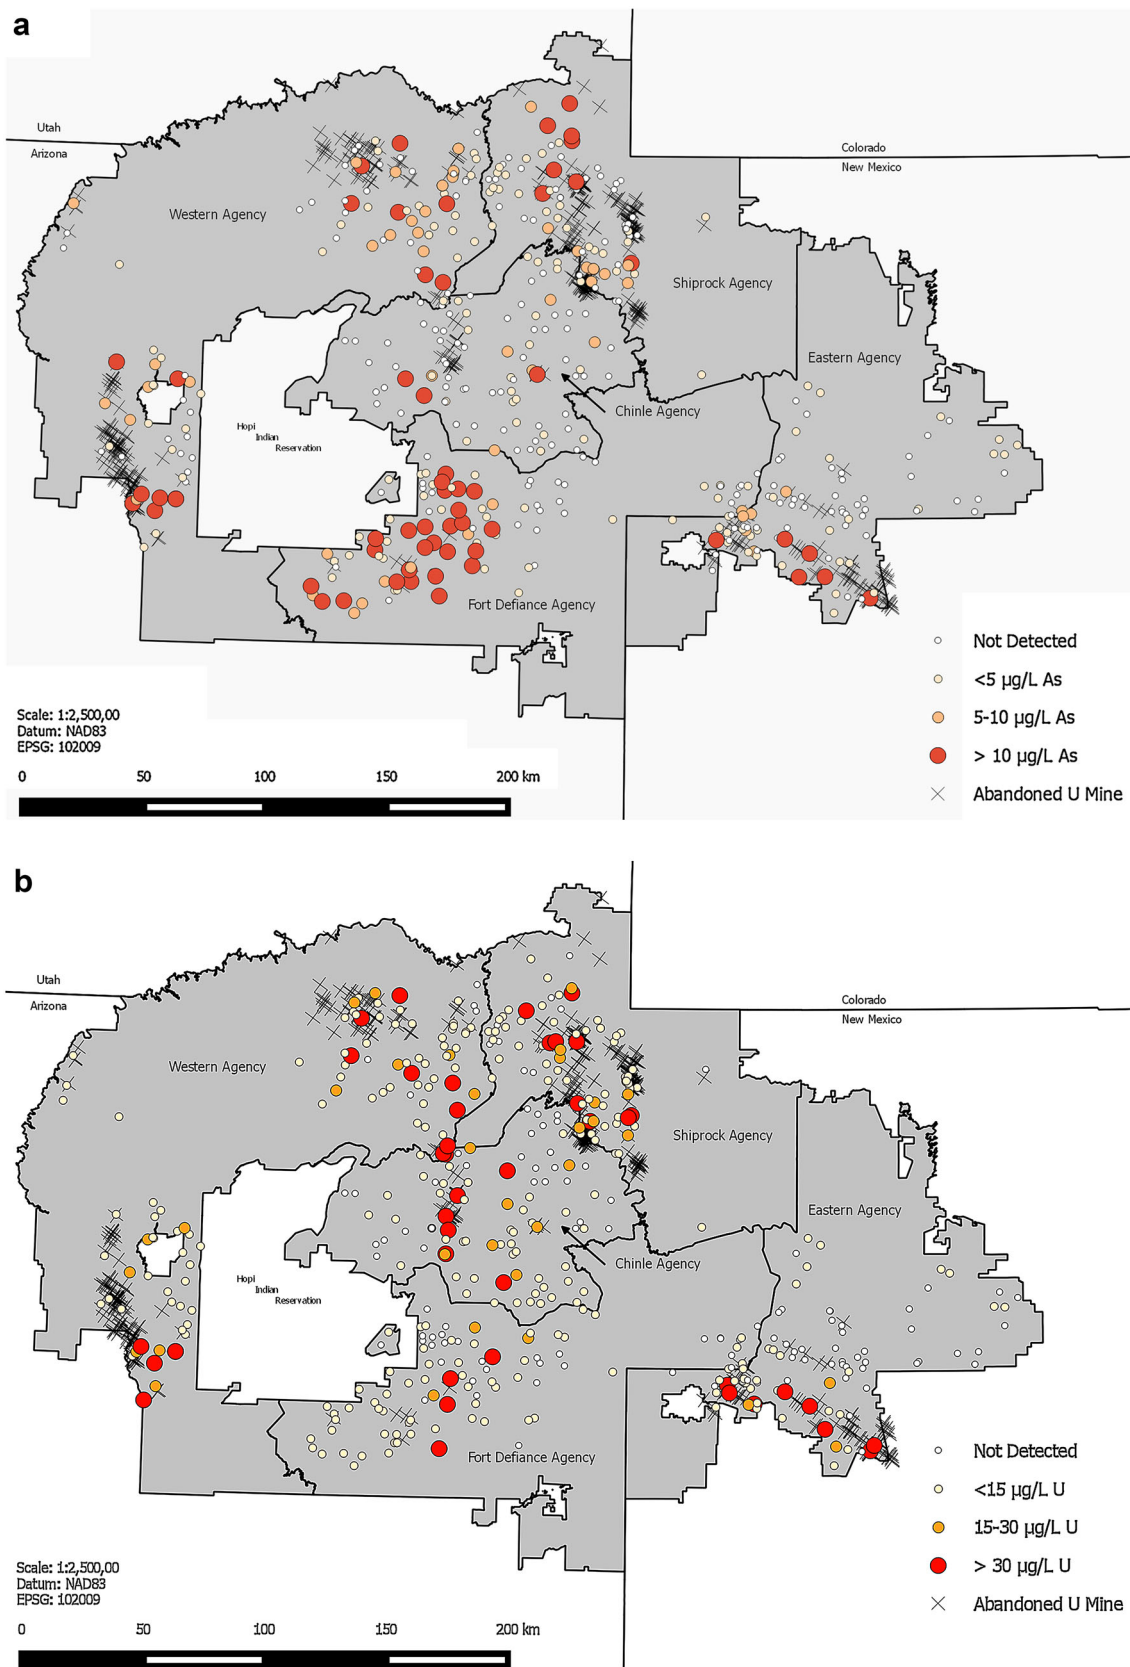 a
Utah
Arizona
Colorado
New Mexico
Western Agency
Shiprock Agency
Eastern Agency
Chinle Agency
Hopi
Indian
Reservation
Fort Defiance Agency
Not Detected
<5 µg/L As
5-10 µg/L As
> 10 µg/L As
Abandoned U Mine
Scale: 1:2,500,00
Datum: NAD83
EPSG: 102009
0 50 100 150 200 km
b
Utah
Arizona
Colorado
New Mexico
Western Agency
Shiprock Agency
Eastern Agency
Chinle Agency
Hopi
Indian
Reservation
Fort Defiance Agency
Not Detected
<15 µg/L U
15-30 µg/L U
> 30 µg/L U
Abandoned U Mine
Scale: 1:2,500,00
Datum: NAD83
EPSG: 102009
0 50 100 150 200 km